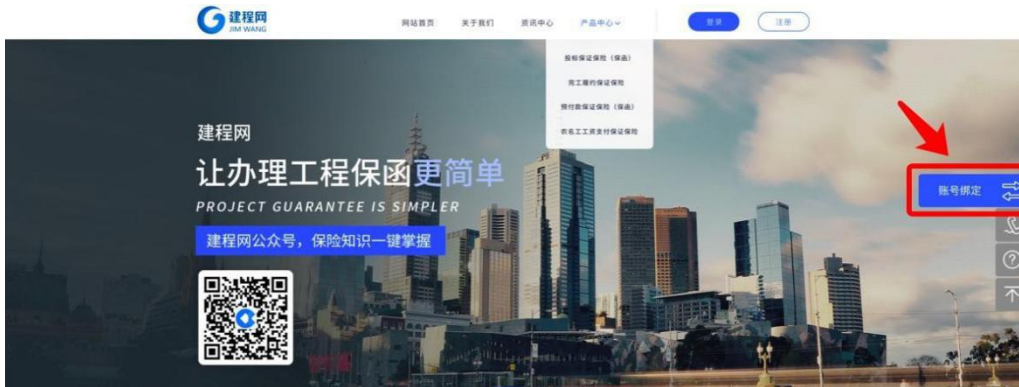 建程网
JIM WANG
网站首页 关于我们 资讯中心 产品中心
登录 注册
投标保证保险（保函）
完工履约保证保险
预付款保证保险（保函）
农名工工资支付保证保险
建程网
让办理工程保函更简单
PROJECT GUARANTEE IS SIMPLER
账号绑定
建程网公众号，保险知识一键掌握